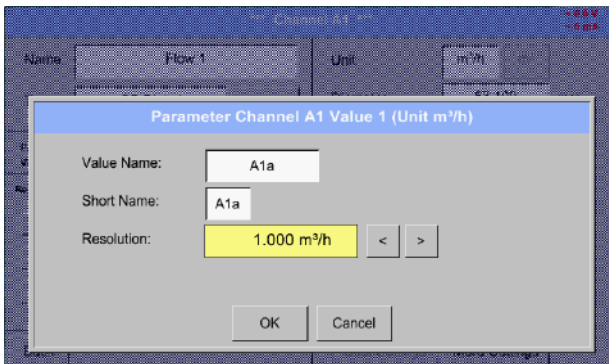 *** Channel A1 ***
Name
Flow 1
Unit
m³/h
Parameter Channel A1 Value 1 (Unit m³/h)
Value Name:
A1a
Short Name:
A1a
Resolution:
1.000 m³/h
<
>
OK
Cancel